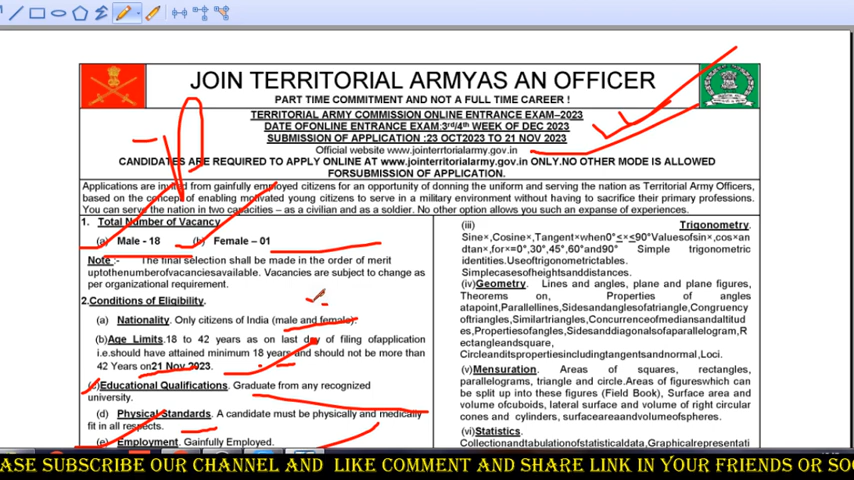 JOIN TERRITORIAL ARMYAS AN OFFICER
PART TIME COMMITMENT AND NOT A FULL TIME CAREER !
TERRITORIAL ARMY COMMISSION ONLINE ENTRANCE EXAM–2023
DATE OFONLINE ENTRANCE EXAM:3rd/4th WEEK OF DEC 2023
SUBMISSION OF APPLICATION :23 OCT2023 TO 21 NOV 2023
Official website www.jointerritorialarmy.gov.in
CANDIDATES ARE REQUIRED TO APPLY ONLINE AT www.jointerritorialarmy.gov.in ONLY.NO OTHER MODE IS ALLOWED
FORSUBMISSION OF APPLICATION.
Applications are invited from gainfully employed citizens for an opportunity of donning the uniform and serving the nation as Territorial Army Officers,
based on the concept of enabling motivated young citizens to serve in a military environment without having to sacrifice their primary professions.
You can serve the nation in two capacities – as a civilian and as a soldier. No other option allows you such an expanse of experiences.
1. Total Number of Vacancy
(a) Male - 18 (b) Female – 01
Note :- The final selection shall be made in the order of merit
uptothenumberofvacanciesavailable. Vacancies are subject to change as
per organizational requirement.
2.Conditions of Eligibility.
(a) Nationality. Only citizens of India (male and female).
(b)Age Limits.18 to 42 years as on last day of filing ofapplication
i.e.should have attained minimum 18 years and should not be more than
42 Years on21 Nov 2023.
(c)Educational Qualifications. Graduate from any recognized
university.
(d) Physical Standards. A candidate must be physically and medically
fit in all respects.
(e) Employment. Gainfully Employed.
(iii) Trigonometry.
Sine×,Cosine×,Tangent×when0°<×<90°Valuesofsin×,cos×an
dtan×,for×=0°,30°,45°,60°and90° Simple trigonometric
identities.Useoftrigonometrictables.
Simplecasesofheightsanddistances.
(iv)Geometry. Lines and angles, plane and plane figures,
Theorems on, Properties of angles
atapoint,Parallellines,Sidesandanglesofatriangle,Congruency
oftriangles,Similartriangles,Concurrenceofmediansandaltitud
es,Propertiesofangles,Sidesanddiagonalsofaparallelogram,R
ectangleandsquare,
Circleanditspropertiesincludingtangentsandnormal,Loci.
(v)Mensuration. Areas of squares, rectangles,
parallelograms, triangle and circle.Areas of figureswhich can
be split up into these figures (Field Book), Surface area and
volume ofcuboids, lateral surface and volume of right circular
cones and cylinders, surfaceareaandvolumeofspheres.
(vi)Statistics.
Collectionandtabulationofstatisticaldata,Graphicalrepresentati
ASE SUBSCRIBE OUR CHANNEL AND LIKE COMMENT AND SHARE LINK IN YOUR FRIENDS OR SO